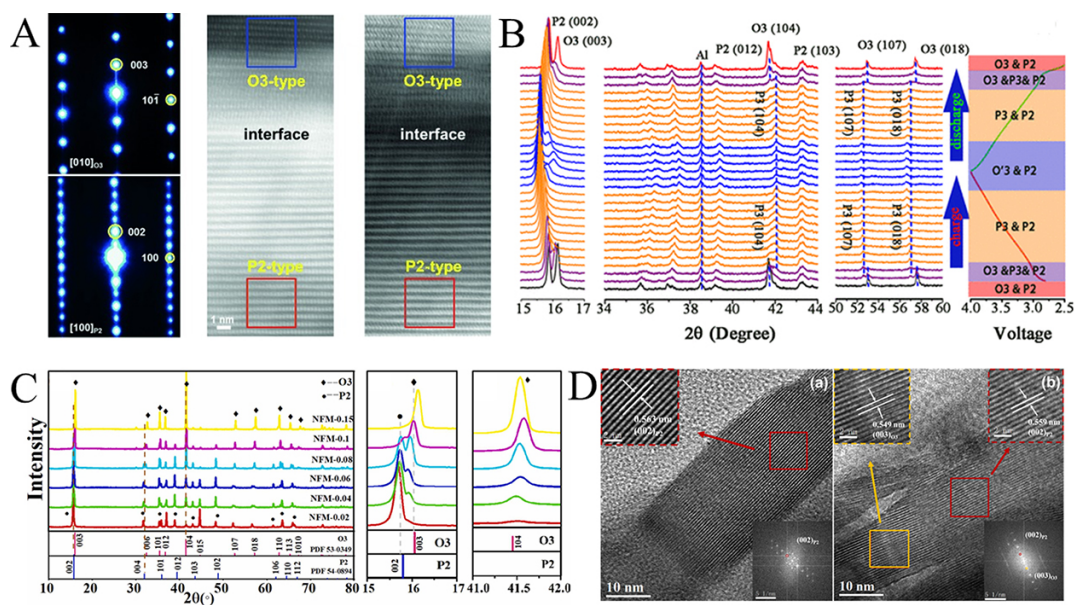 A
003
101̄
[010]O3
002
100
[100]P2
O3-type
interface
P2-type
1 nm
O3-type
interface
P2-type
B
P2 (002)
O3 (003)
Al
O3 (104)
P2 (012)
P2 (103)
O3 (107)
O3 (018)
P3 (104)
P3 (107)
P3 (018)
P3 (104)
P3 (107)
P3 (018)
discharge
charge
O3 & P2
O3 &P3& P2
P3 & P2
O'3 & P2
P3 & P2
O3 &P3& P2
O3 & P2
15 16 17
34 36 38 40 42 44
50 52 54 56 58 60
4.0 3.5 3.0 2.5
2θ (Degree)
Voltage
C
O3
P2
NFM-0.15
NFM-0.1
NFM-0.08
NFM-0.06
NFM-0.04
NFM-0.02
Intensity
003 006 101 012 104 015 107 018 110 113 1010
O3
PDF 53-0349
002 004 101 012 103 102 106 110 112
P2
PDF 54-0894
10 20 30 40 50 60 70 80
2θ(°)
003
O3
002
P2
15 16 17
104
O3
P2
41.0 41.5 42.0
D
(a)
0.563 nm
(002)P2
10 nm
(002)P2
5 1/nm
(b)
0.549 nm
(003)O3
0.559 nm
(002)P2
10 nm
(002)P2
(003)O3
5 1/nm